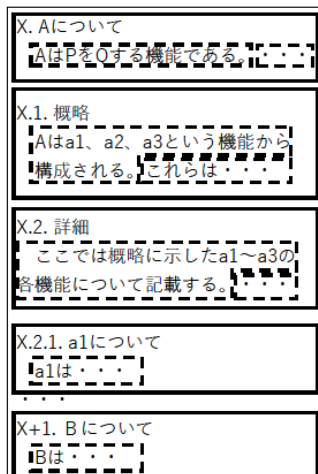 X. Aについて
AはPをOする機能である。・・・
X.1. 概略
Aはa1、a2、a3という機能から
構成される。これらは・・・
X.2. 詳細
ここでは概略に示したa1～a3の
各機能について記載する。・・・
X.2.1. a1について
a1は・・・
・・・
X+1. Bについて
Bは・・・